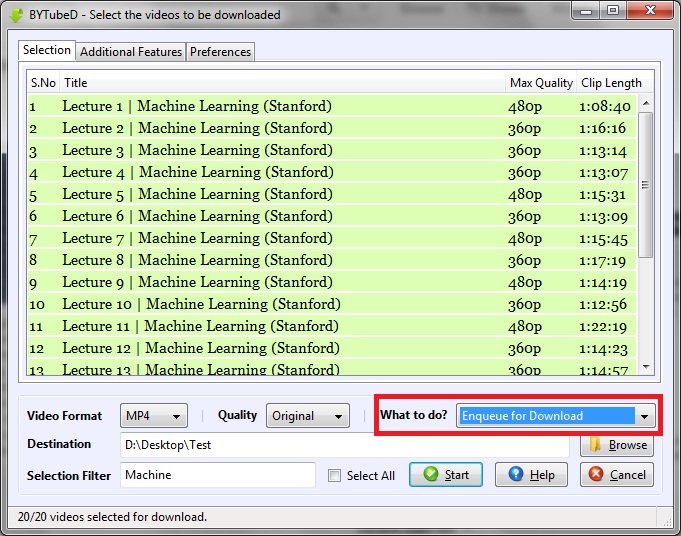 BYTubeD - Select the videos to be downloaded
Selection Additional Features Preferences
S.No Title Max Quality Clip Length
1 Lecture 1 | Machine Learning (Stanford) 480p 1:08:40
2 Lecture 2 | Machine Learning (Stanford) 360p 1:16:16
3 Lecture 3 | Machine Learning (Stanford) 360p 1:13:14
4 Lecture 4 | Machine Learning (Stanford) 360p 1:13:07
5 Lecture 5 | Machine Learning (Stanford) 480p 1:15:31
6 Lecture 6 | Machine Learning (Stanford) 360p 1:13:09
7 Lecture 7 | Machine Learning (Stanford) 480p 1:15:45
8 Lecture 8 | Machine Learning (Stanford) 360p 1:17:19
9 Lecture 9 | Machine Learning (Stanford) 480p 1:14:19
10 Lecture 10 | Machine Learning (Stanford) 360p 1:12:56
11 Lecture 11 | Machine Learning (Stanford) 480p 1:22:19
12 Lecture 12 | Machine Learning (Stanford) 360p 1:14:23
13 Lecture 13 | Machine Learning (Stanford) 360p 1:14:57
Video Format MP4 | Quality Original | What to do? Enqueue for Download
Destination D:\Desktop\Test Browse
Selection Filter Machine Select All Start Help Cancel
20/20 videos selected for download.